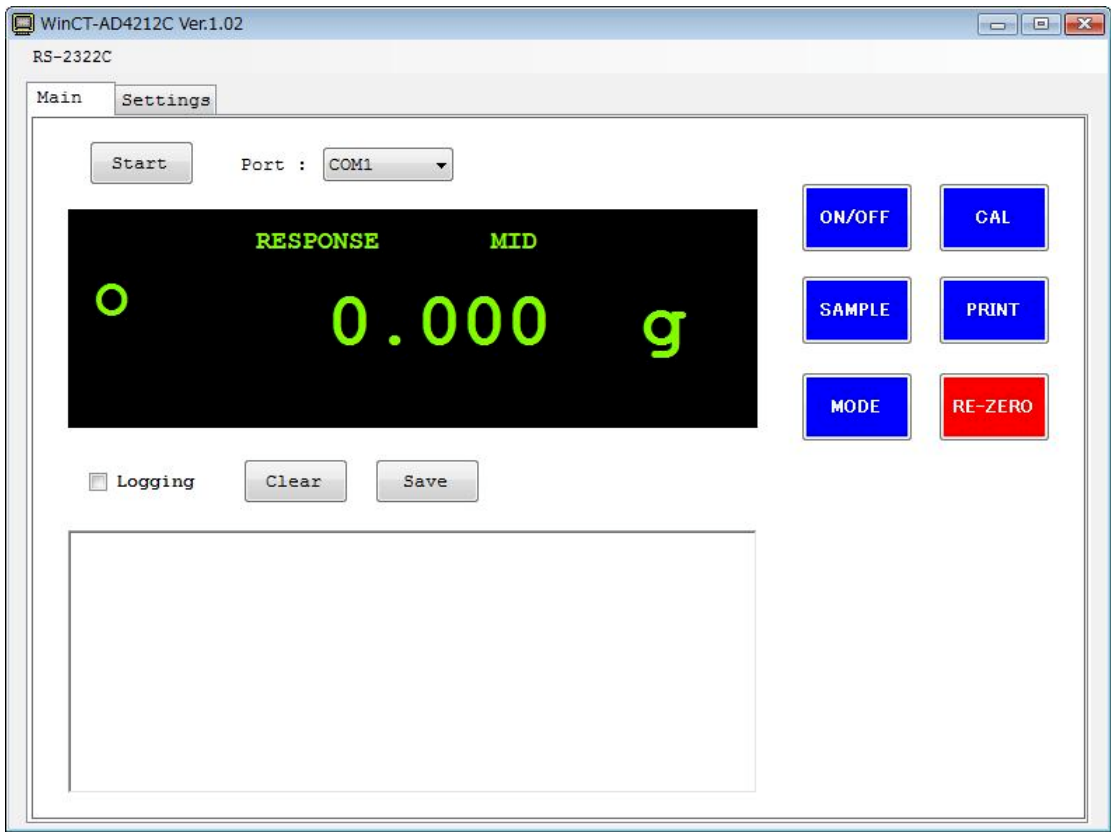 WinCT-AD4212C Ver.1.02
RS-2322C
Main Settings
Start Port : COM1
ON/OFF CAL
RESPONSE MID
0.000 g
SAMPLE PRINT
MODE RE-ZERO
Logging Clear Save